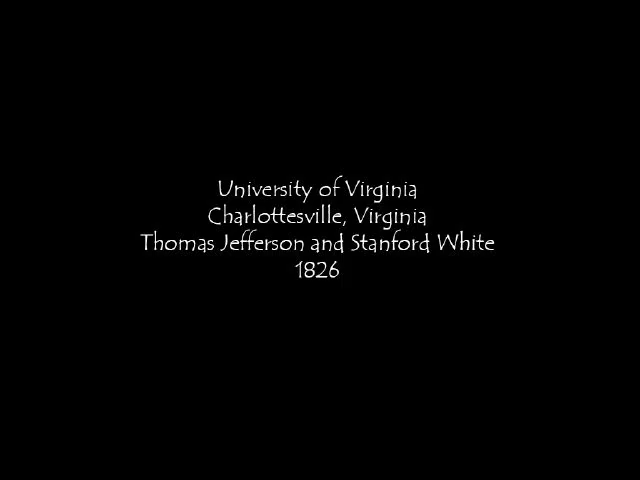 University of Virginia
Charlottesville, Virginia
Thomas Jefferson and Stanford White
1826